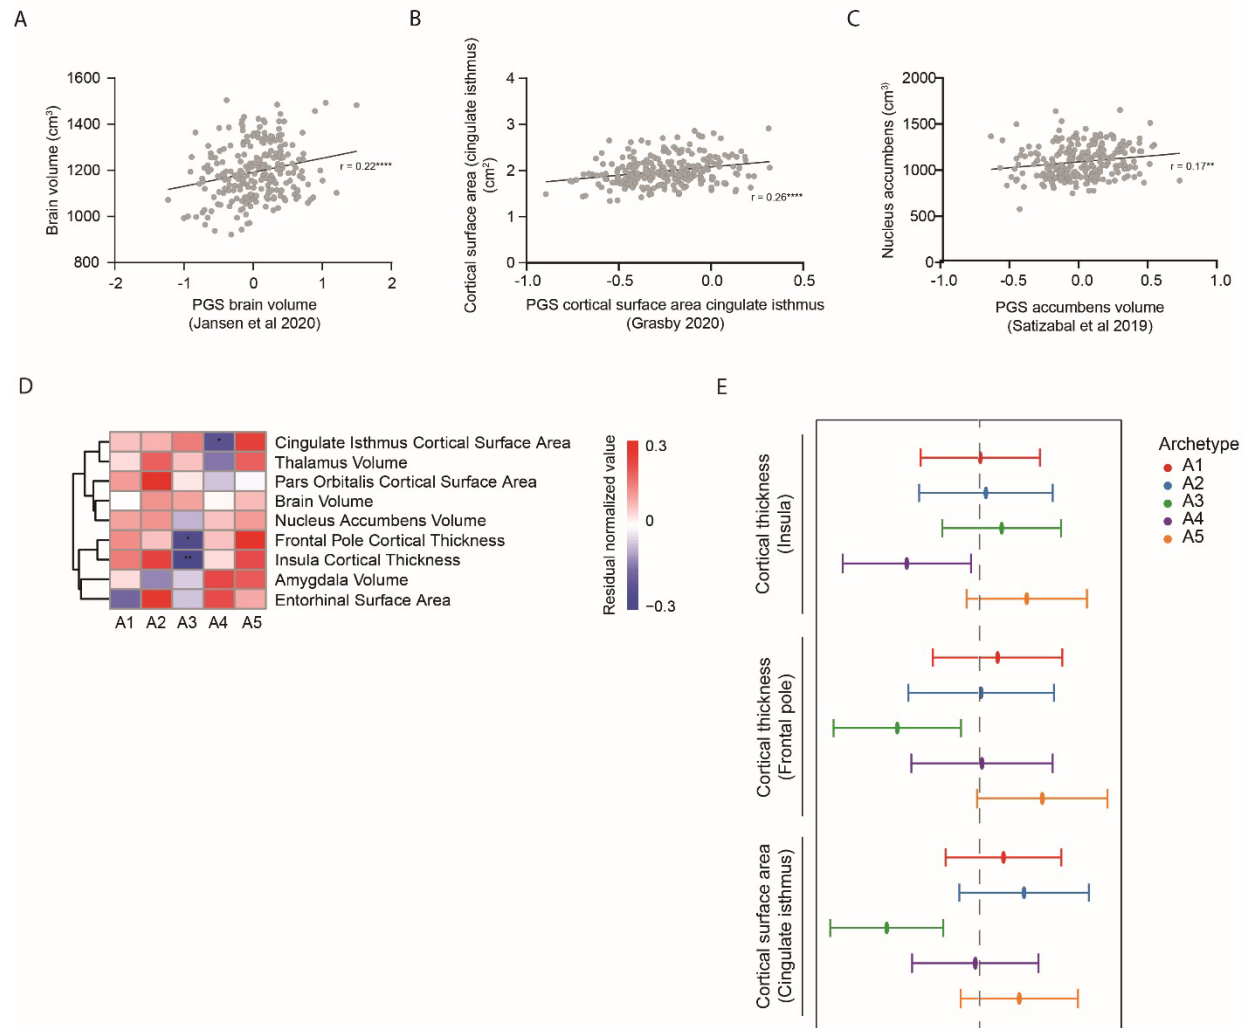 A
Brain volume (cm³)
1600
1400
1200
1000
800
-2
-1
0
1
2
r = 0.22****
PGS brain volume
(Jansen et al 2020)
B
Cortical surface area (cingulate isthmus)
(cm²)
4
3
2
1
0
-1.0
-0.5
0.0
0.5
r = 0.26****
PGS cortical surface area cingulate isthmus
(Grasby 2020)
C
Nucleus accumbens (cm³)
2000
1500
1000
500
0
-1.0
-0.5
0.0
0.5
1.0
r = 0.17**
PGS accumbens volume
(Satizabal et al 2019)
D
* Cingulate Isthmus Cortical Surface Area
Thalamus Volume
Pars Orbitalis Cortical Surface Area
Brain Volume
Nucleus Accumbens Volume
* Frontal Pole Cortical Thickness
** Insula Cortical Thickness
Amygdala Volume
Entorhinal Surface Area
A1 A2 A3 A4 A5
Residual normalized value
0.3
0
−0.3
E
Cortical thickness
(Insula)
Cortical thickness
(Frontal pole)
Cortical surface area
(Cingulate isthmus)
Archetype
A1
A2
A3
A4
A5